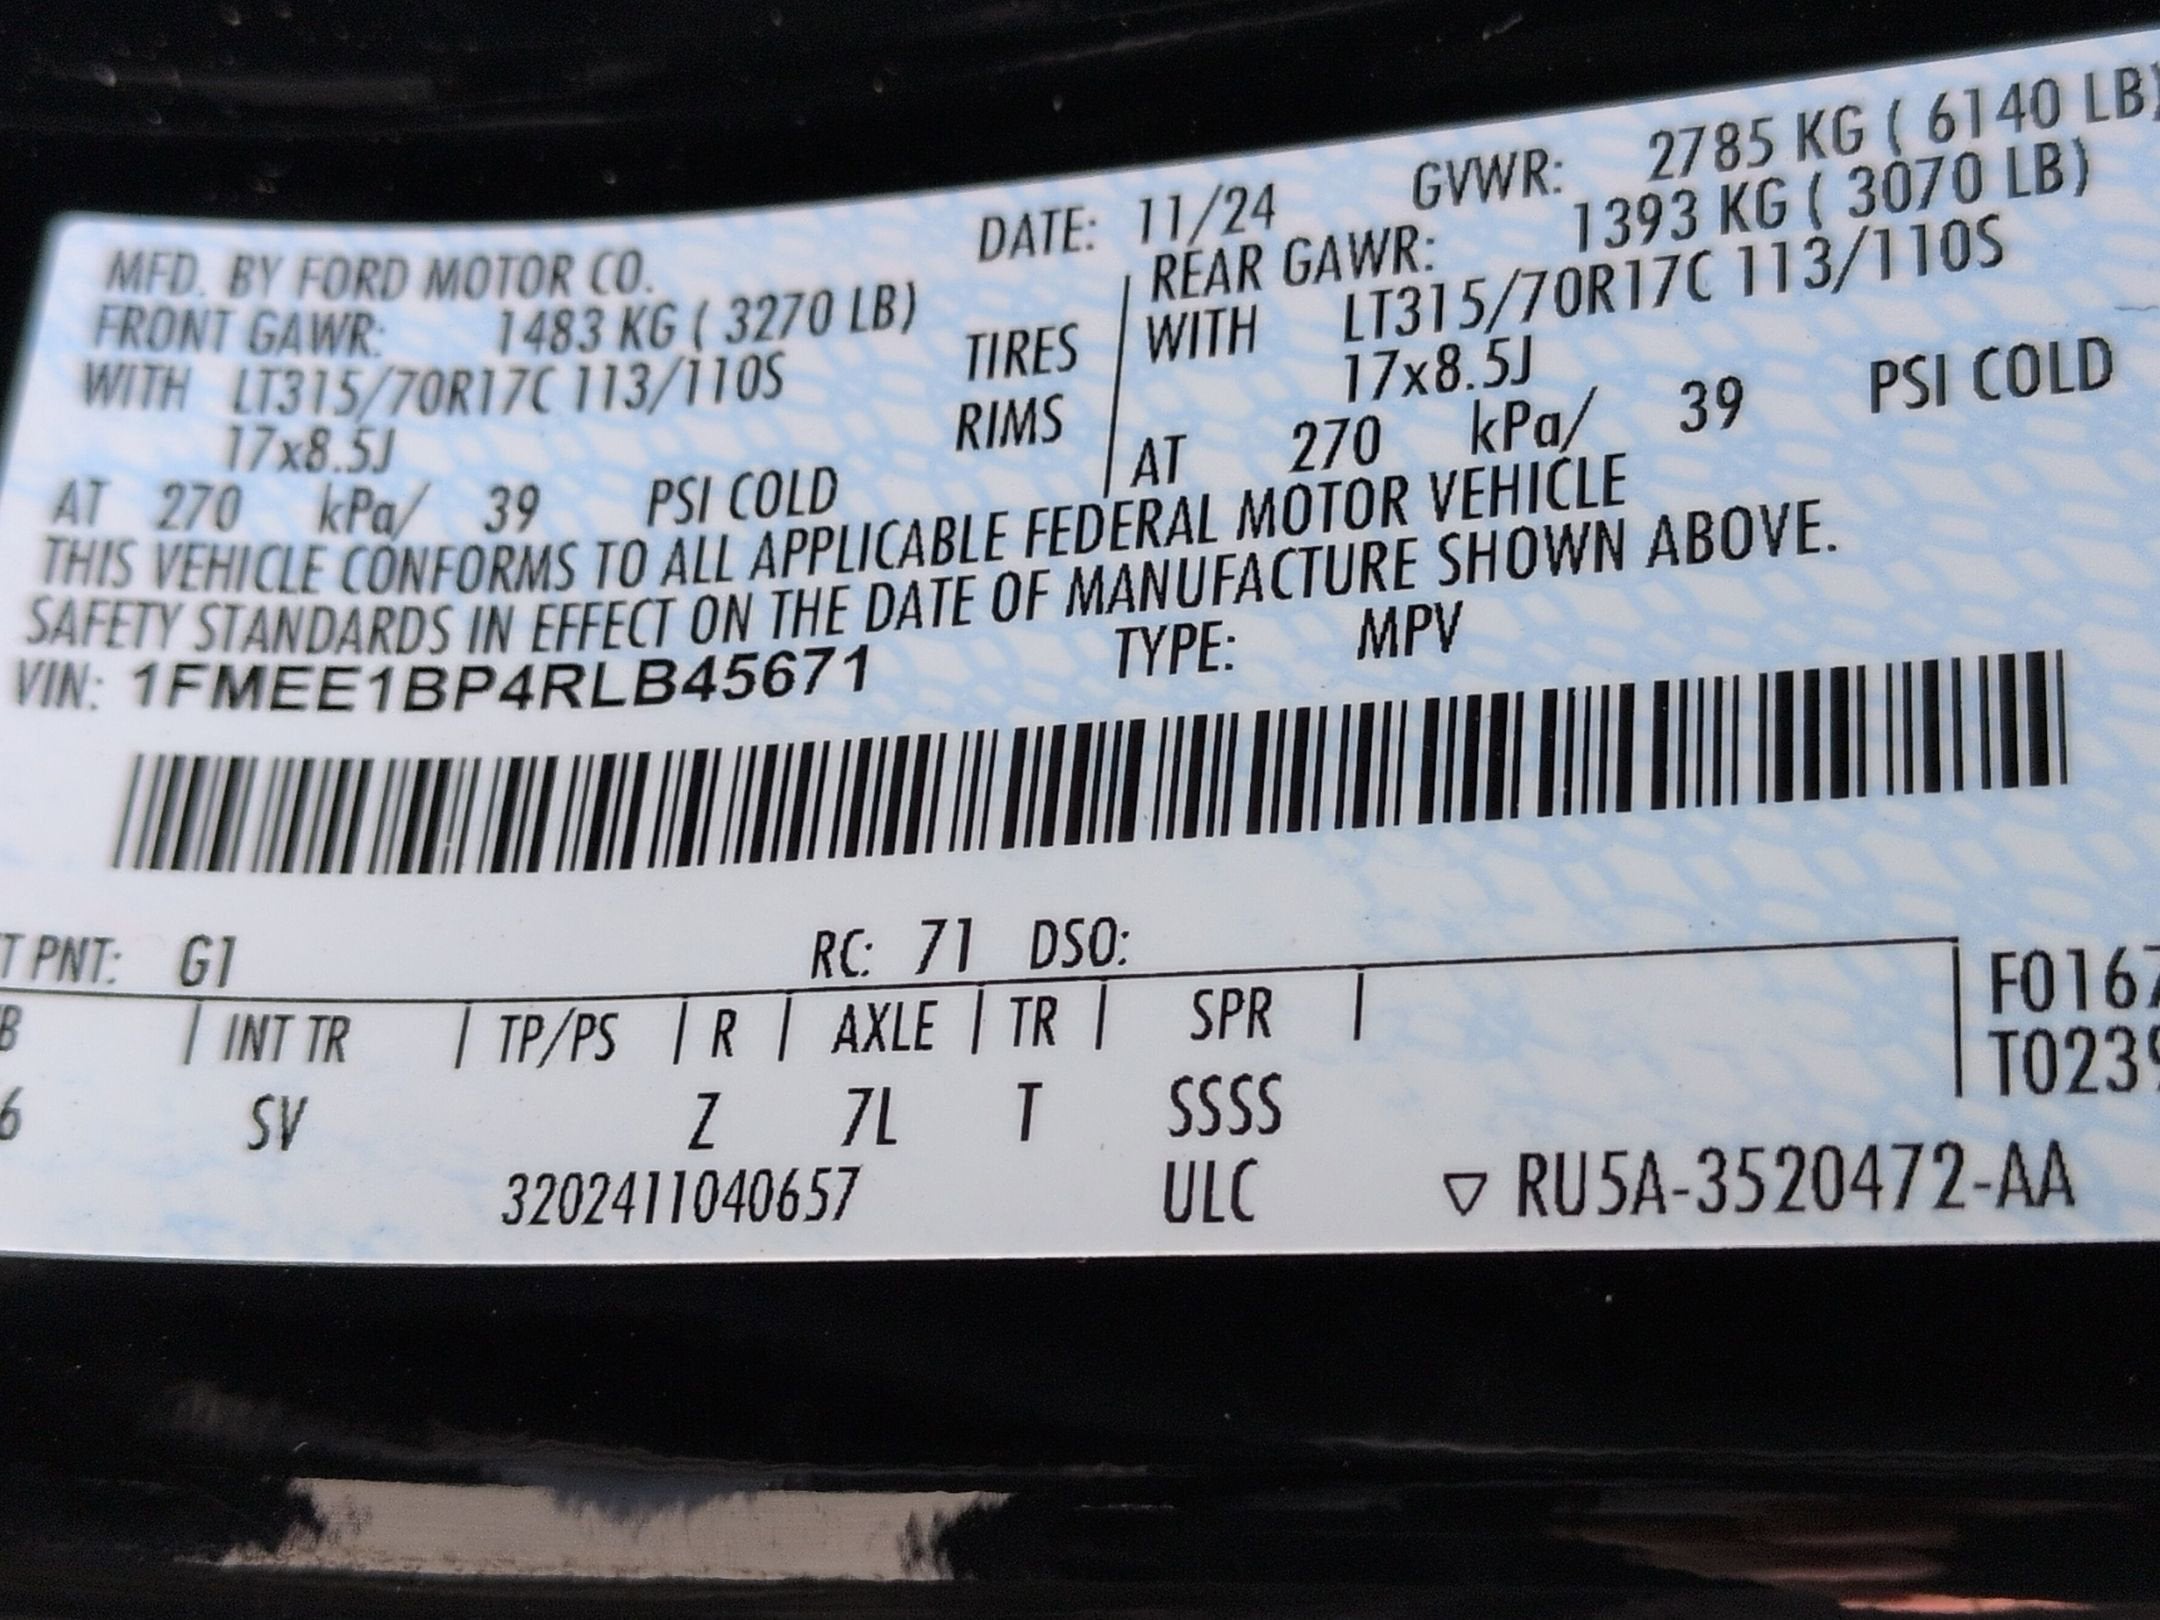 MFD. BY FORD MOTOR CO. DATE: 11/24 GVWR: 2785 KG ( 6140 LB)
FRONT GAWR: 1483 KG ( 3270 LB) REAR GAWR: 1393 KG ( 3070 LB)
WITH LT315/70R17C 113/110S TIRES WITH LT315/70R17C 113/110S
17x8.5J RIMS 17x8.5J
AT 270 kPa/ 39 PSI COLD AT 270 kPa/ 39 PSI COLD
THIS VEHICLE CONFORMS TO ALL APPLICABLE FEDERAL MOTOR VEHICLE
SAFETY STANDARDS IN EFFECT ON THE DATE OF MANUFACTURE SHOWN ABOVE.
VIN: 1FMEE1BP4RLB45671 TYPE: MPV
T PNT: G1 RC: 71 DSO:
B INT TR TP/PS R AXLE TR SPR F0167
6 SV Z 7L T SSSS T0239
3202411040657 ULC ▽ RU5A-3520472-AA